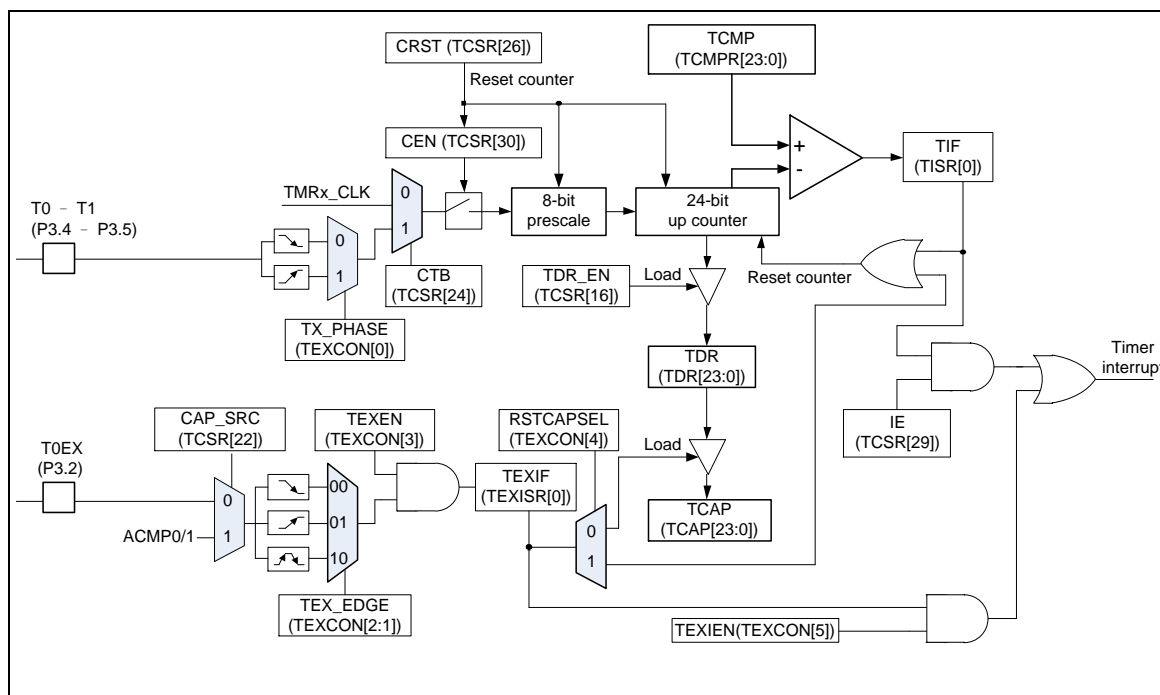 CRST (TCSR[26])
Reset counter
TCMP
(TCMPR[23:0])
CEN (TCSR[30])
+
-
TIF
(TISR[0])
TMRx_CLK
0
1
8-bit
prescale
24-bit
up counter
T0 - T1
(P3.4 - P3.5)
0
1
CTB
(TCSR[24])
TDR_EN
(TCSR[16])
Load
Reset counter
TX_PHASE
(TEXCON[0])
TDR
(TDR[23:0])
Timer
interrupt
IE
(TCSR[29])
CAP_SRC
(TCSR[22])
TEXEN
(TEXCON[3])
RSTCAPSEL
(TEXCON[4])
Load
T0EX
(P3.2)
0
1
ACMP0/1
00
01
10
TEXIF
(TEXISR[0])
0
1
TCAP
(TCAP[23:0])
TEX_EDGE
(TEXCON[2:1])
TEXIEN(TEXCON[5])